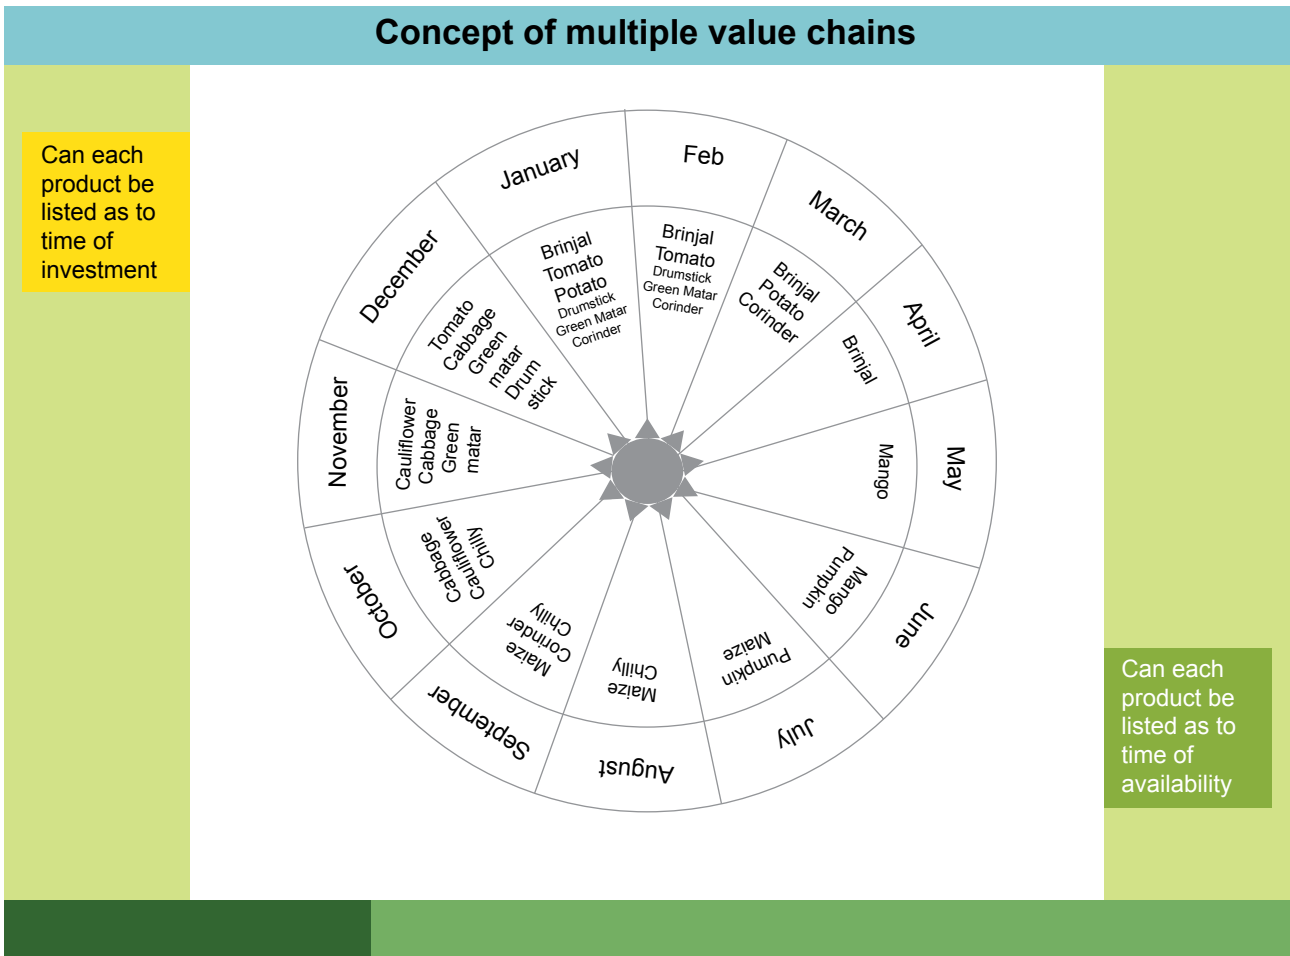 Concept of multiple value chains
Can each
product be
listed as to
time of
investment
January
Brinjal
Tomato
Potato
Drumstick
Green Matar
Corinder
Feb
Brinjal
Tomato
Drumstick
Green Matar
Corinder
March
Brinjal
Potato
Corinder
April
Brinjal
May
Mango
June
Mango
Pumpkin
July
Pumpkin
Maize
August
Maize
Chilly
September
Maize
Corinder
Chilly
October
Cabbage
Cauliflower
Chilly
November
Cauliflower
Cabbage
Green
matar
December
Tomato
Cabbage
Green
matar
Drum
stick
Can each
product be
listed as to
time of
availability